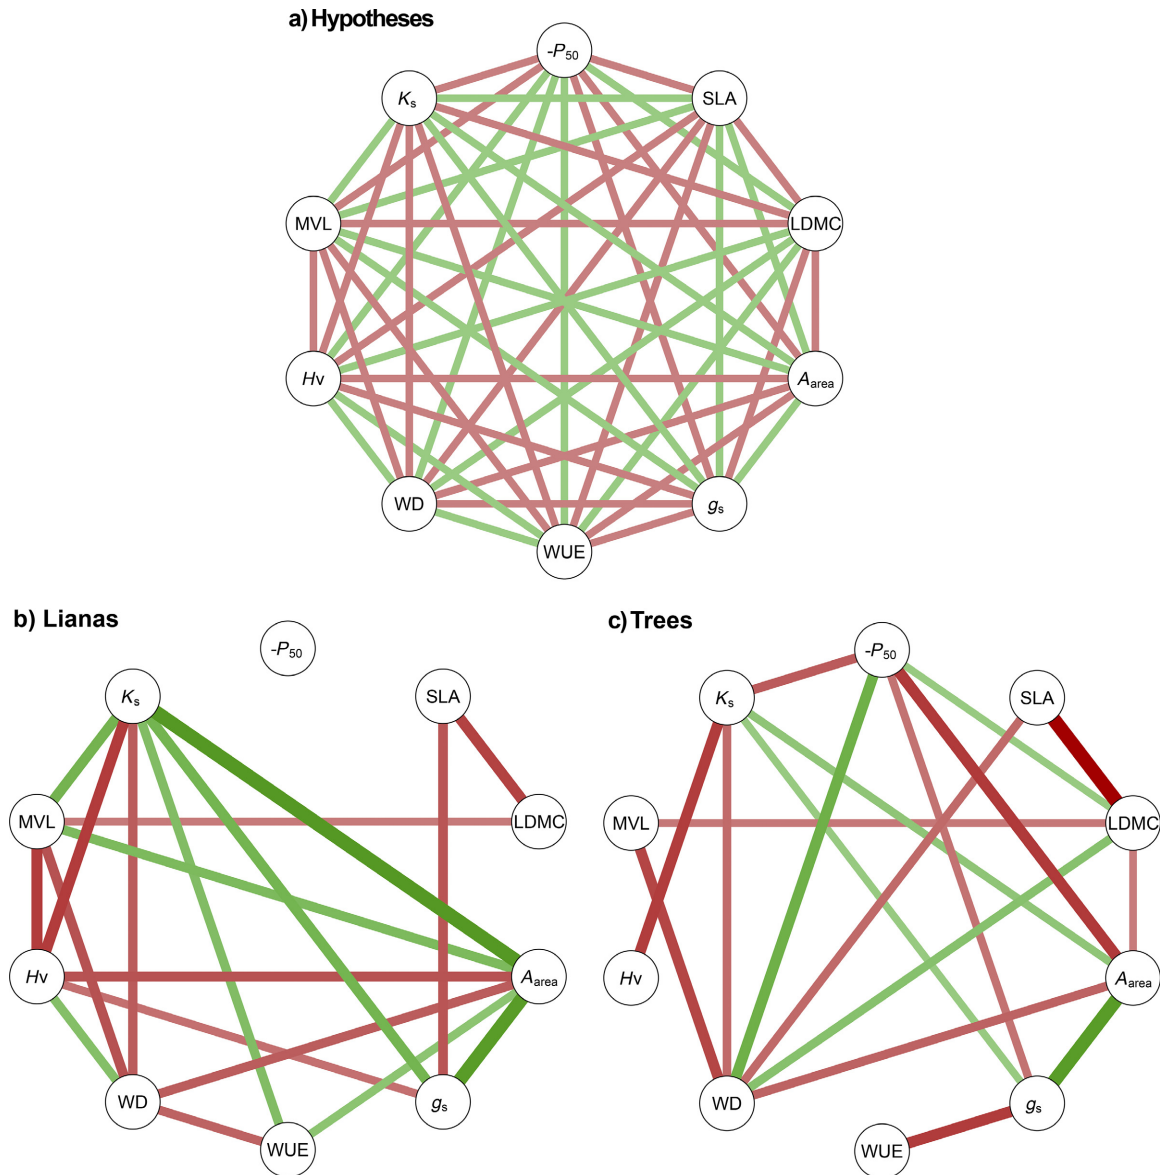 a) Hypotheses
-P50
Ks
SLA
MVL
LDMC
Hv
Aarea
WD
gs
WUE
b) Lianas
-P50
Ks
SLA
MVL
LDMC
Hv
Aarea
WD
gs
WUE
c) Trees
-P50
Ks
SLA
MVL
LDMC
Hv
Aarea
WD
gs
WUE